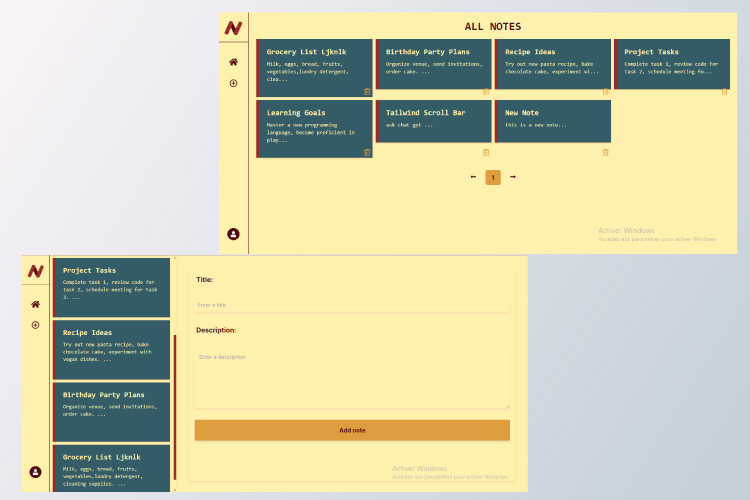 ALL NOTES
Grocery List Ljknlk
Milk, eggs, bread, fruits,
vegetables,lundry detergent,
clea...
Birthday Party Plans
Organize venue, send invitations,
order cake. ...
Recipe Ideas
Try out new pasta recipe, bake
chocolate cake, experiment wi...
Project Tasks
Complete task 1, review code for
task 2, schedule meeting fo...
Learning Goals
Master a new programming
language, become proficient in
play...
Tailwind Scroll Bar
ask chat gpt ...
New Note
this is a new note...
← 1 →
Activer Windows
Accédez aux paramètres pour activer Windows.
Project Tasks
Complete task 1, review code for
task 2, schedule meeting for task
3. ...
Recipe Ideas
Try out new pasta recipe, bake
chocolate cake, experiment with
vegan dishes. ...
Birthday Party Plans
Organize venue, send invitations,
order cake. ...
Grocery List Ljknlk
Milk, eggs, bread, fruits,
vegetables,lundry detergent,
cleaning supplies. ...
Title:
Enter a title
Description:
Enter a description
Add note
Activer Windows
Accédez aux paramètres pour activer Windows.